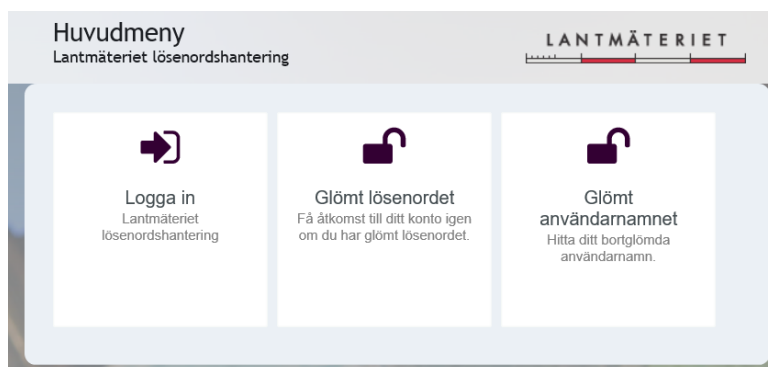 Huvudmeny
Lantmäteriet lösenordshantering
LANTMÄTERIET
Logga in
Lantmäteriet
lösenordshantering
Glömt lösenordet
Få åtkomst till ditt konto igen
om du har glömt lösenordet.
Glömt
användarnamnet
Hitta ditt bortglömda
användarnamn.